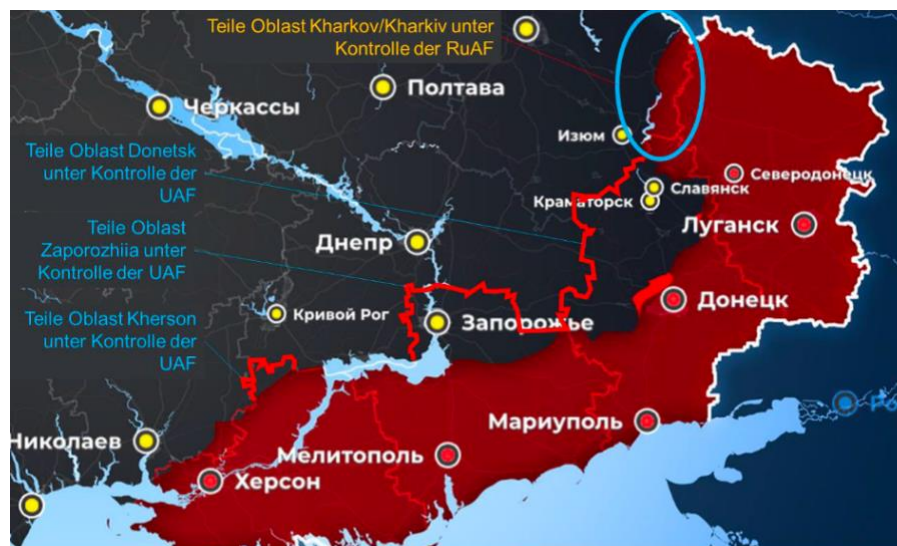 Teile Oblast Kharkov/Kharkiv unter
Kontrolle der RuAF
Полтава
Черкассы
Изюм
Teile Oblast Donetsk
unter Kontrolle der
UAF
Северодонецк
Славянск
Краматорск
Луганск
Teile Oblast
Zaporozhiia unter
Kontrolle der UAF
Днепр
Донецк
Teile Oblast Kherson
unter Kontrolle der
UAF
Кривой Рог
Запорожье
Мариуполь
Николаев
Мелитополь
Херсон